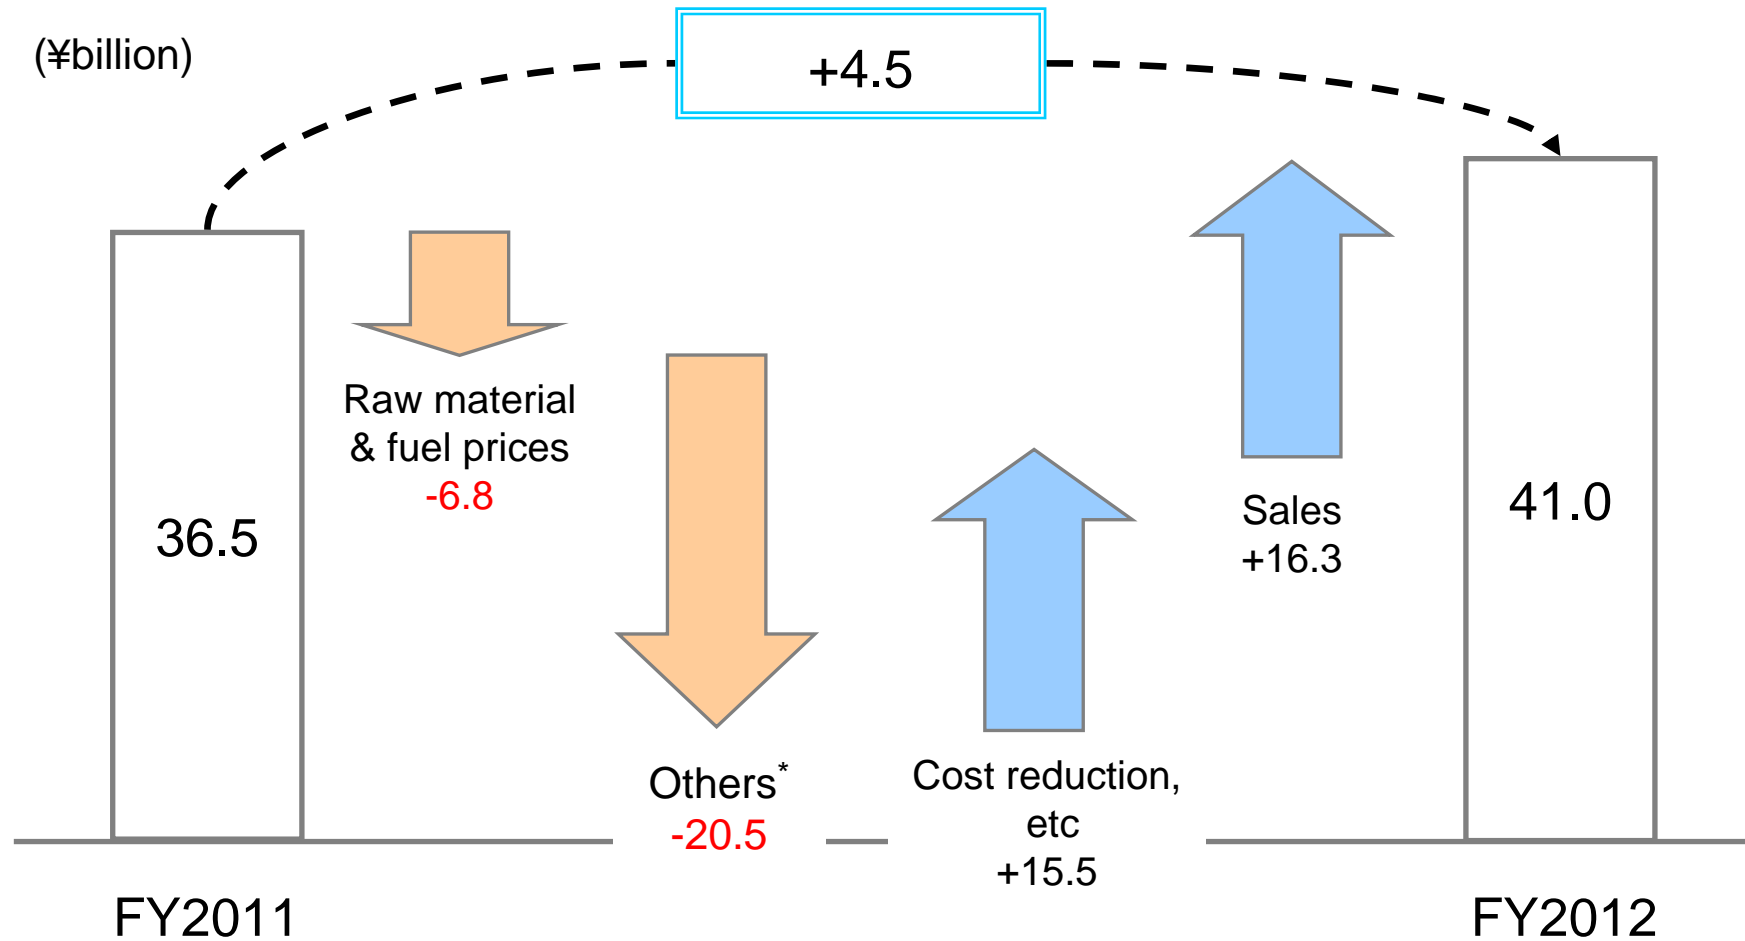 (¥billion)
+4.5
36.5
Raw material
& fuel prices
-6.8
Others*
-20.5
Cost reduction,
etc
+15.5
Sales
+16.3
41.0
FY2011
FY2012